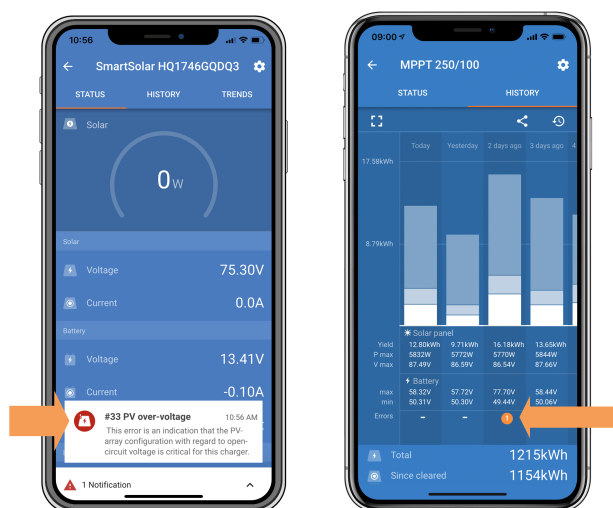 10:56
SmartSolar HQ1746GQDQ3
STATUS HISTORY TRENDS
Solar
0W
Solar
Voltage 75.30V
Current 0.0A
Battery
Voltage 13.41V
Current -0.10A
#33 PV over-voltage 10:56 AM
This error is an indication that the PV-
array configuration with regard to open-
circuit voltage is critical for this charger.
1 Notification
09:00
MPPT 250/100
STATUS HISTORY
Today Yesterday 2 days ago 3 days ago 4
17.58kWh
8.79kWh
Solar panel
Yield 12.80kWh 9.71kWh 16.18kWh 13.65kWh
P max 5832W 5772W 5770W 5844W
V max 87.49V 86.59V 86.54V 87.66V
Battery
max 58.32V 57.72V 77.70V 58.44V
min 50.31V 50.30V 49.44V 50.06V
Errors - - 1
Total 1215kWh
Since cleared 1154kWh